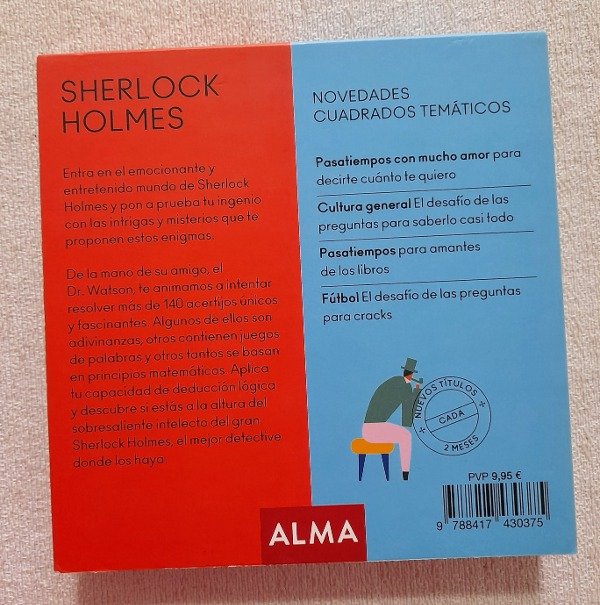 SHERLOCK
HOLMES
Entra en el emocionante y
entretenido mundo de Sherlock
Holmes y pon a prueba tu ingenio
con las intrigas y misterios que te
proponen estos enigmas.
De la mano de su amigo, el
Dr. Watson, te animamos a intentar
resolver más de 140 acertijos únicos
y fascinantes. Algunos de ellos son
adivinanzas, otros contienen juegos
de palabras y otros tantos se basan
en principios matemáticos. Aplica
tu capacidad de deducción lógica
y descubre si estás a la altura del
sobresaliente intelecto del gran
Sherlock Holmes, el mejor detective
donde los haya.
NOVEDADES
CUADRADOS TEMÁTICOS
Pasatiempos con mucho amor para
decirte cuánto te quiero
Cultura general El desafío de las
preguntas para saberlo casi todo
Pasatiempos para amantes
de los libros
Fútbol El desafío de las preguntas
para cracks
NUEVOS TÍTULOS
CADA
2 MESES
PVP 9,95 €
9 788417 430375
ALMA